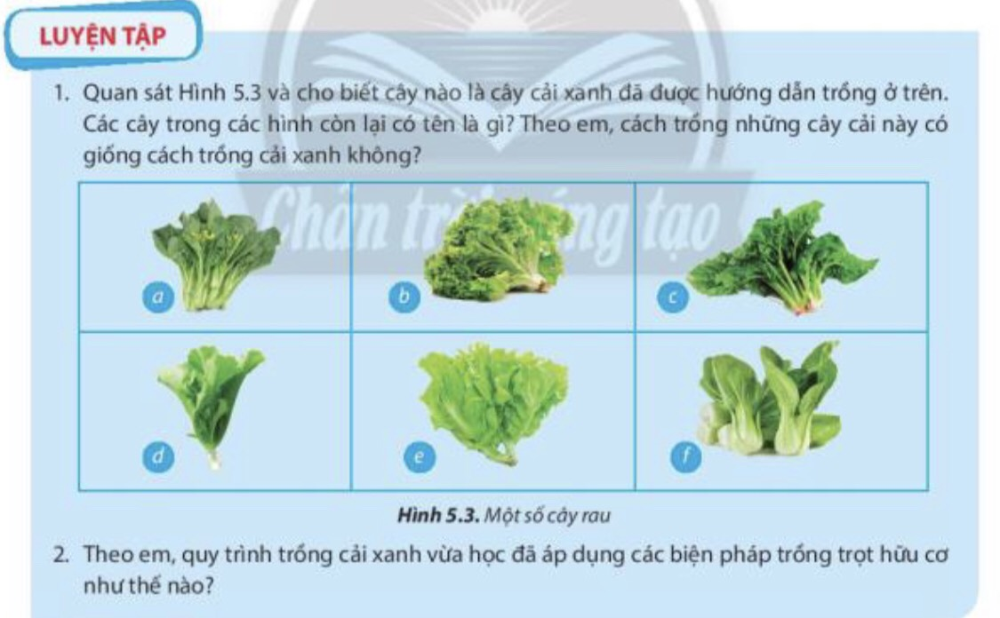 LUYỆN TẬP
1. Quan sát Hình 5.3 và cho biết cây nào là cây cải xanh đã được hướng dẫn trồng ở trên.
Các cây trong các hình còn lại có tên là gì? Theo em, cách trồng những cây cải này có
giống cách trồng cải xanh không?
Chân trời sáng tạo
a
b
c
d
e
f
Hình 5.3. Một số cây rau
2. Theo em, quy trình trồng cải xanh vừa học đã áp dụng các biện pháp trồng trọt hữu cơ
như thế nào?